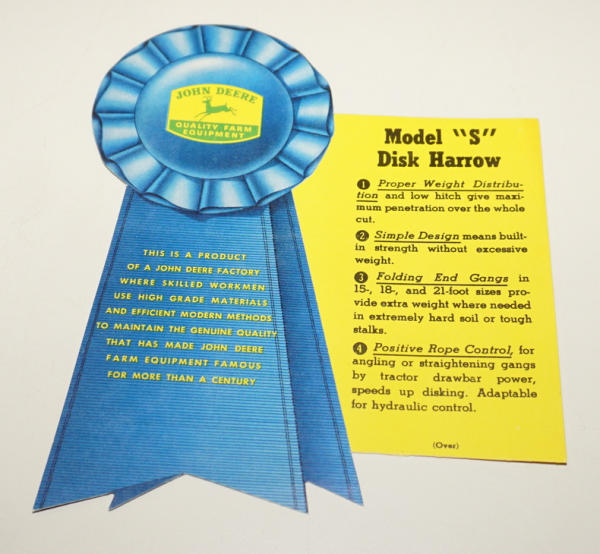 JOHN DEERE
QUALITY FARM
EQUIPMENT
THIS IS A PRODUCT
OF A JOHN DEERE FACTORY
WHERE SKILLED WORKMEN
USE HIGH GRADE MATERIALS
AND EFFICIENT MODERN METHODS
TO MAINTAIN THE GENUINE QUALITY
THAT HAS MADE JOHN DEERE
FARM EQUIPMENT FAMOUS
FOR MORE THAN A CENTURY
Model "S"
Disk Harrow
1 Proper Weight Distribu-
tion and low hitch give maxi-
mum penetration over the whole
cut.
2 Simple Design means built-
in strength without excessive
weight.
3 Folding End Gangs in
15-, 18-, and 21-foot sizes pro-
vide extra weight where needed
in extremely hard soil or tough
stalks.
4 Positive Rope Control, for
angling or straightening gangs
by tractor drawbar power,
speeds up disking. Adaptable
for hydraulic control.
(Over)